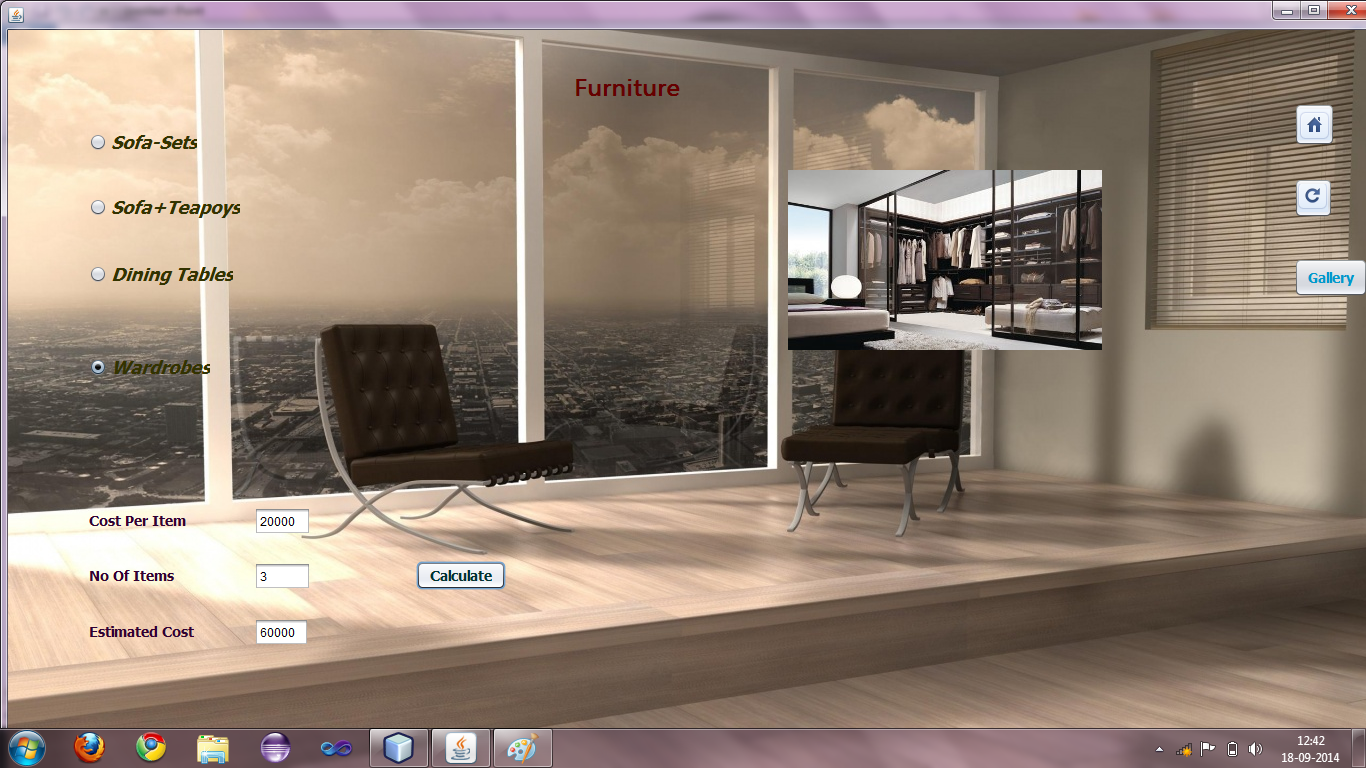 Furniture
Sofa-Sets
Sofa+Teapoys
Dining Tables
Gallery
Wardrobes
Cost Per Item 20000
No Of Items 3 Calculate
Estimated Cost 60000
12:42
18-09-2014